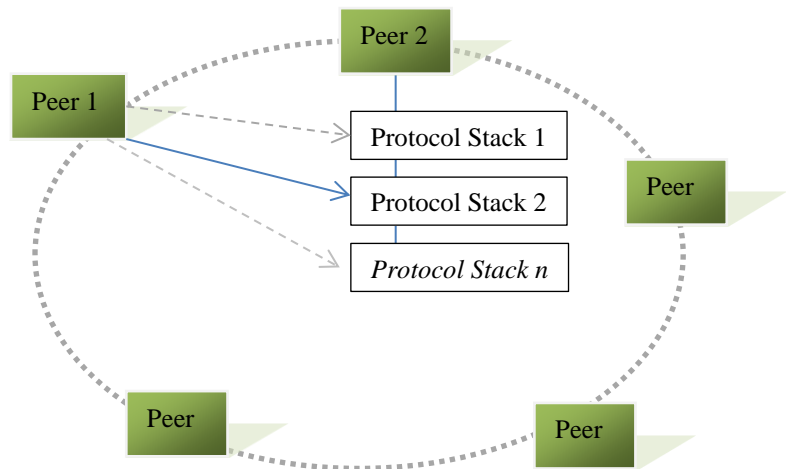 Peer 2
Peer 1
Protocol Stack 1
Peer
Protocol Stack 2
Protocol Stack n
Peer
Peer